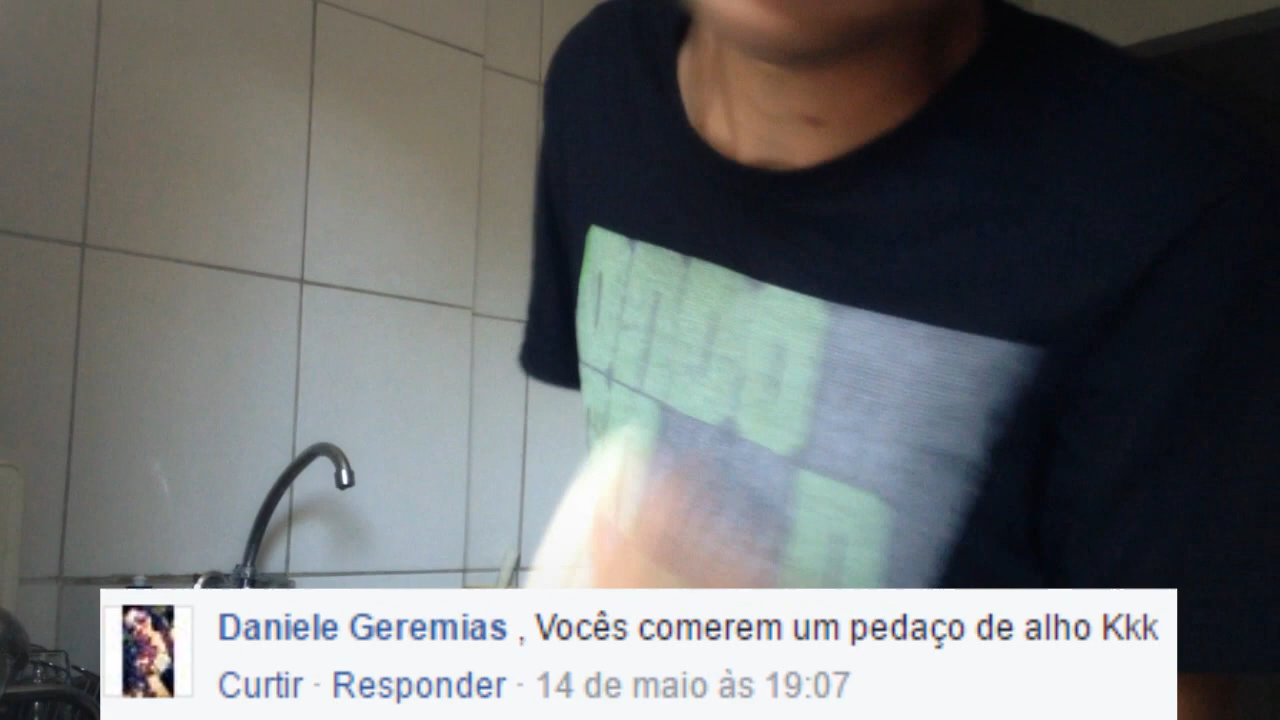 Daniele Geremias , Vocês comerem um pedaço de alho Kkk
Curtir · Responder · 14 de maio às 19:07